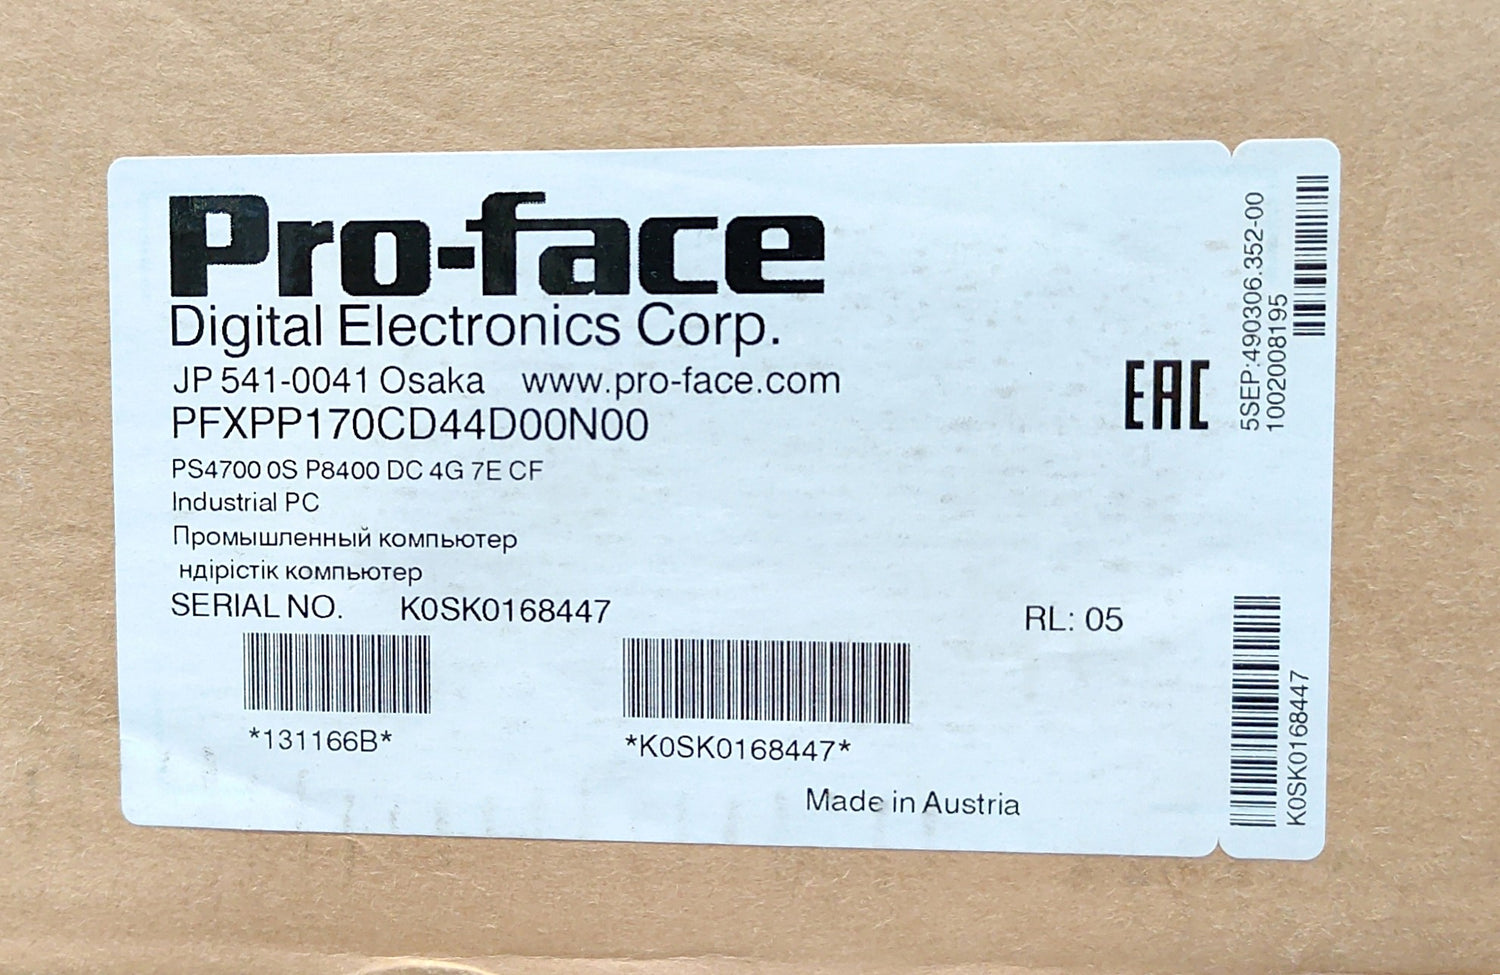 Pro-face
Digital Electronics Corp.
JP 541-0041 Osaka www.pro-face.com
PFXPP170CD44D00N00
PS4700 0S P8400 DC 4G 7E CF
Industrial PC
Промышленный компьютер
ндірістік компьютер
SERIAL NO. K0SK0168447
RL: 05
*131166B*
*K0SK0168447*
Made in Austria
EAC
5SEP:490306.352-00
1002008195
K0SK0168447